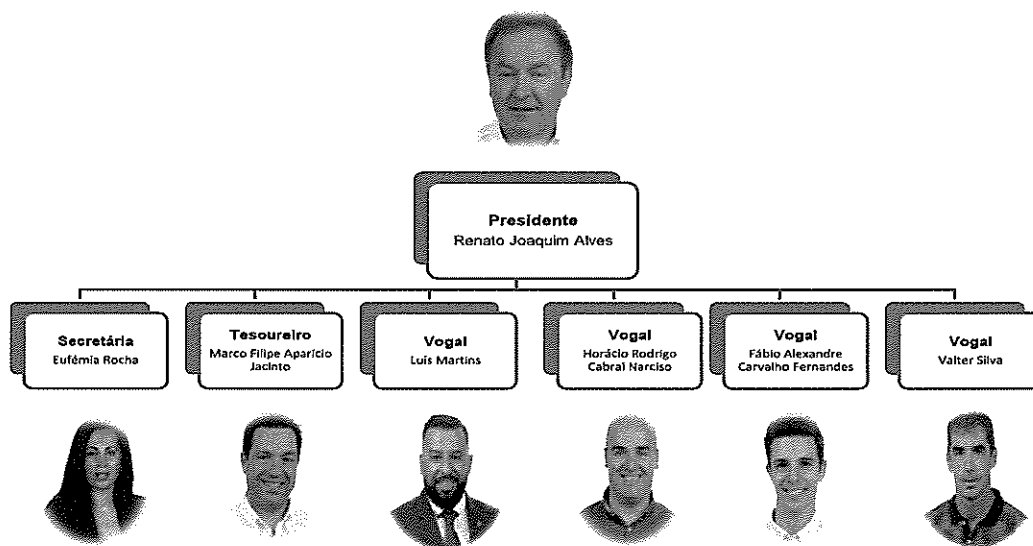 Presidente
Renato Joaquim Alves
Secretária
Eufémia Rocha
Tesoureiro
Marco Filipe Aparício
Jacinto
Vogal
Luís Martins
Vogal
Horácio Rodrigo
Cabral Narciso
Vogal
Fábio Alexandre
Carvalho Fernandes
Vogal
Valter Silva